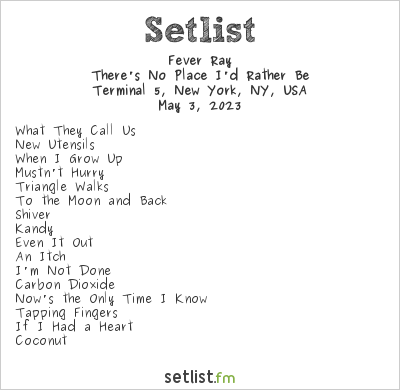 Setlist
Fever Ray
There's No Place I'd Rather Be
Terminal 5, New York, NY, USA
May 3, 2023
What They Call Us
New Utensils
When I Grow Up
Mustn't Hurry
Triangle Walks
To the Moon and Back
Shiver
Kandy
Even It Out
An Itch
I'm Not Done
Carbon Dioxide
Now's the Only Time I Know
Tapping Fingers
If I Had a Heart
Coconut
setlist.fm